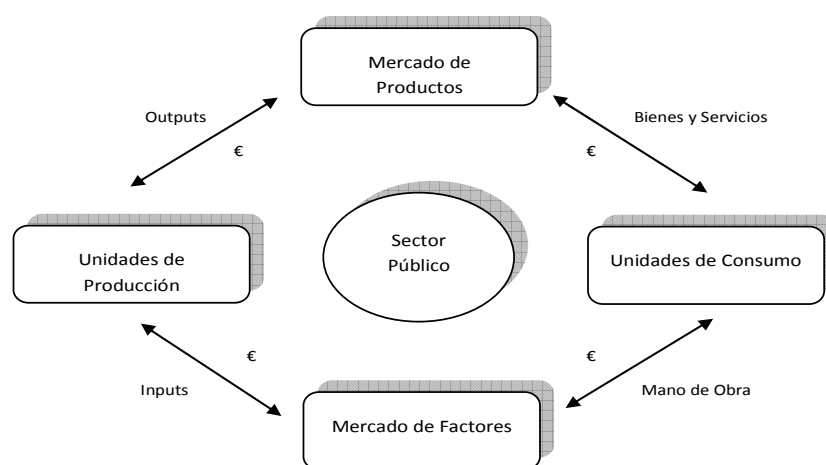 Mercado de
Productos
Outputs
Bienes y Servicios
€
€
Sector
Público
Unidades de
Producción
Unidades de Consumo
€
€
Inputs
Mano de Obra
Mercado de Factores